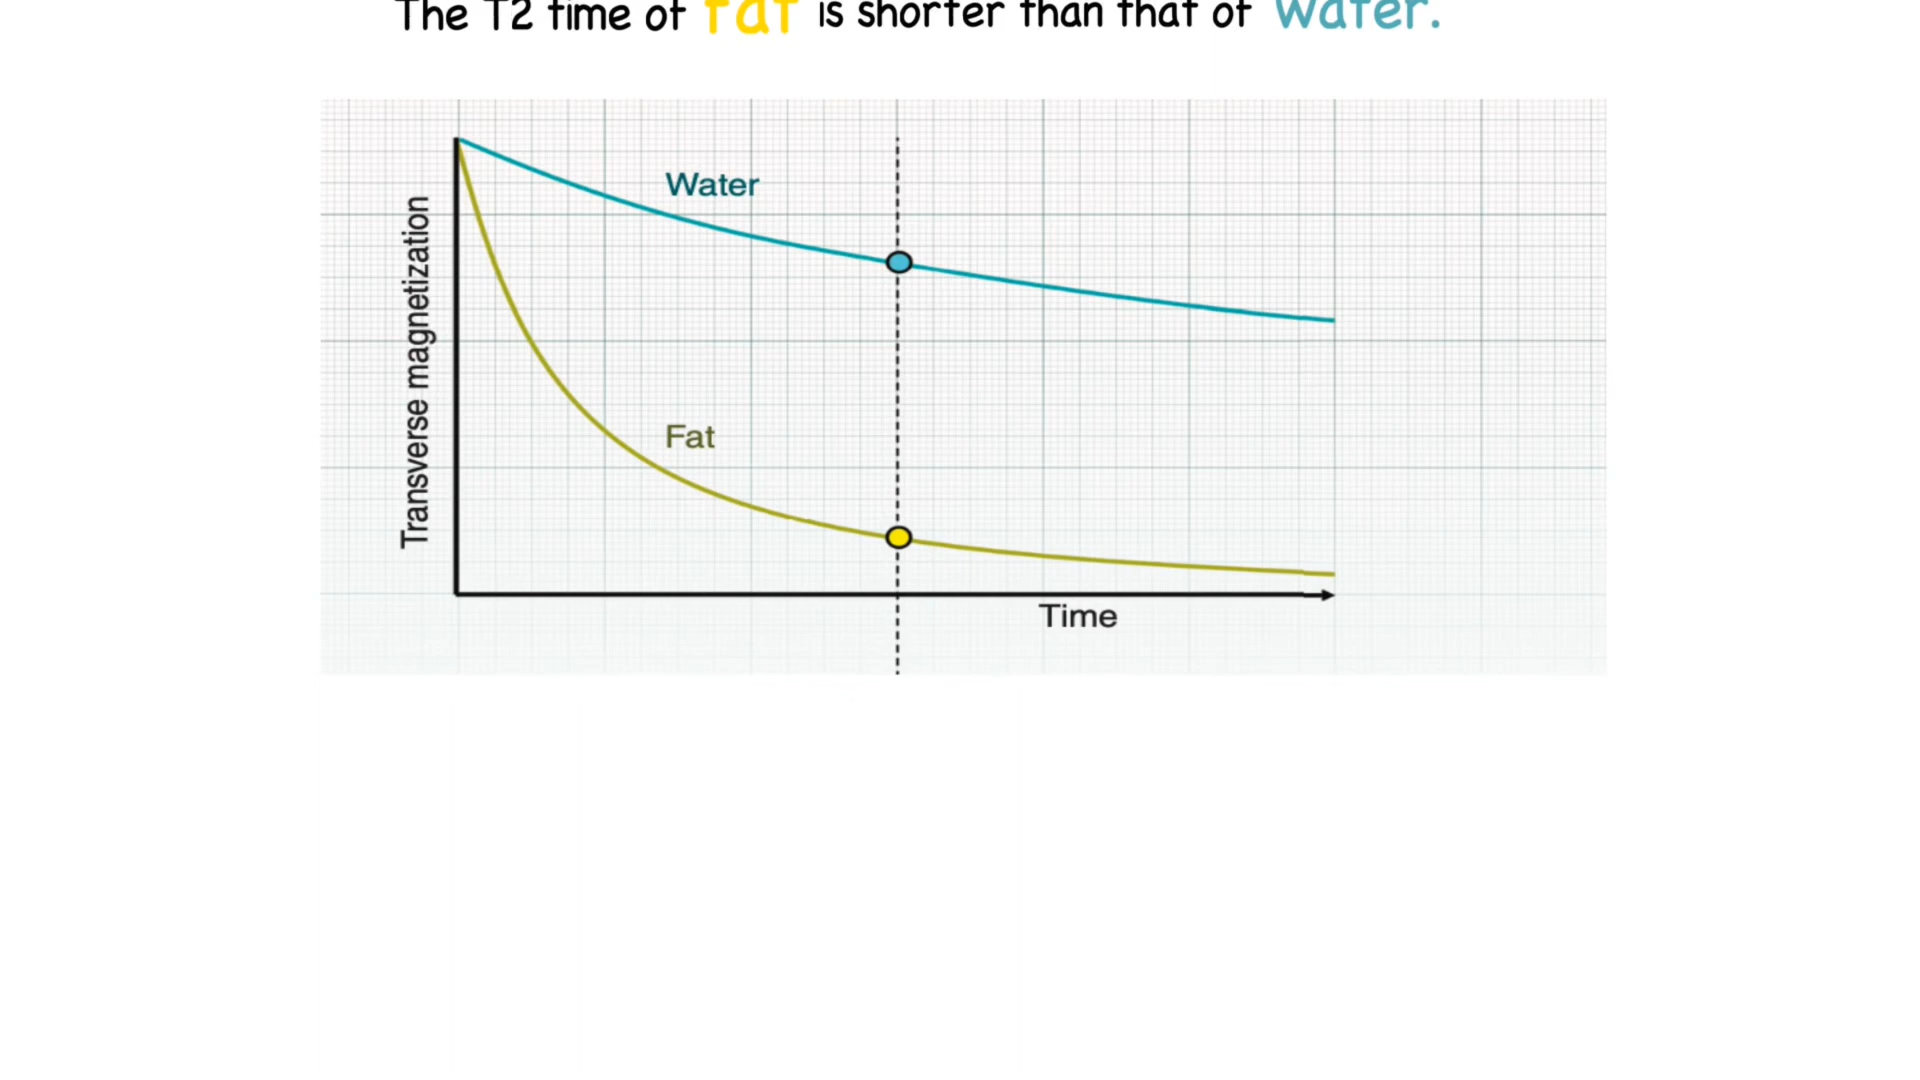 The T2 time of fat is shorter than that of water.
Water
Transverse magnetization
Fat
Time